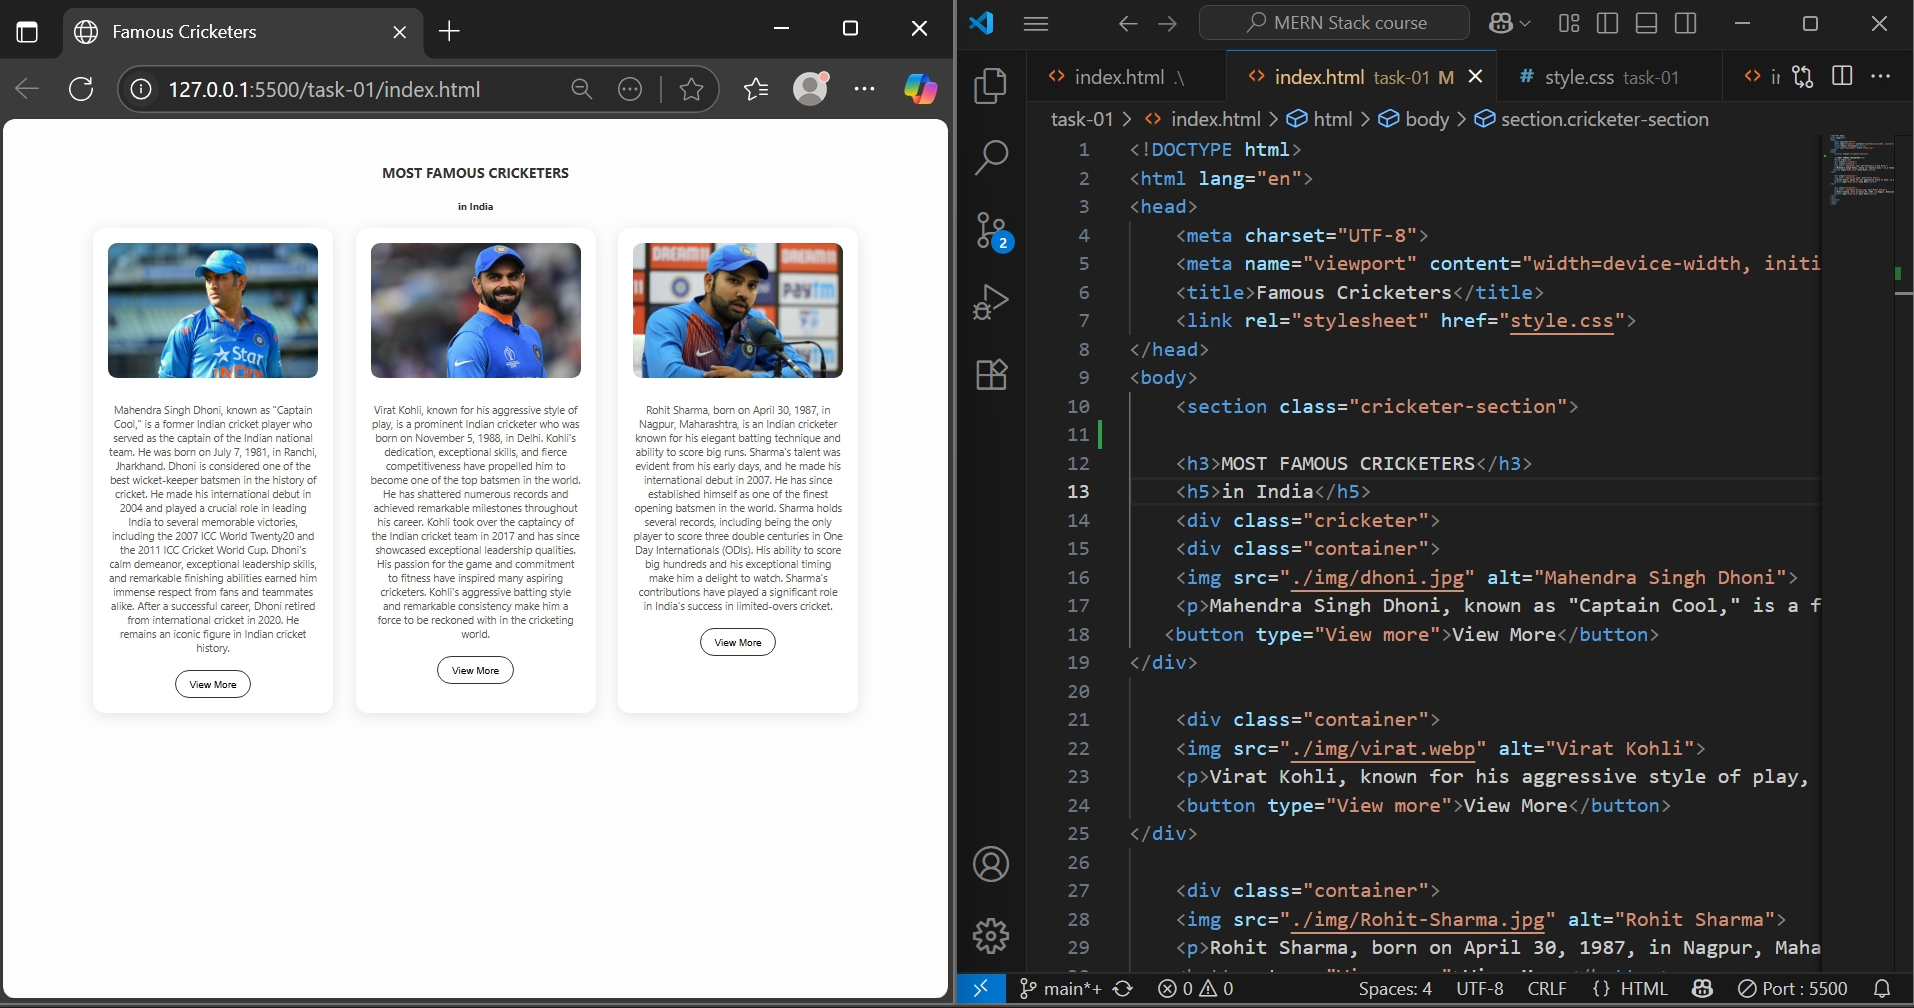 Famous Cricketers
127.0.0.1:5500/task-01/index.html
MOST FAMOUS CRICKETERS
in India
Star
Mahendra Singh Dhoni, known as "Captain
Cool," is a former Indian cricket player who
served as the captain of the Indian national
team. He was born on July 7, 1981, in Ranchi,
Jharkhand. Dhoni is considered one of the
best wicket-keeper batsmen in the history of
cricket. He made his international debut in
2004 and played a crucial role in leading
India to several memorable victories,
including the 2007 ICC World Twenty20 and
the 2011 ICC Cricket World Cup. Dhoni's
calm demeanor, exceptional leadership skills,
and remarkable finishing abilities earned him
immense respect from fans and teammates
alike. After a successful career, Dhoni retired
from international cricket in 2020. He
remains an iconic figure in Indian cricket
history.
View More
Virat Kohli, known for his aggressive style of
play, is a prominent Indian cricketer who was
born on November 5, 1988, in Delhi. Kohli's
dedication, exceptional skills, and fierce
competitiveness have propelled him to
become one of the top batsmen in the world.
He has shattered numerous records and
achieved remarkable milestones throughout
his career. Kohli took over the captaincy of
the Indian cricket team in 2017 and has since
showcased exceptional leadership qualities.
His passion for the game and commitment
to fitness have inspired many aspiring
cricketers. Kohli's aggressive batting style
and remarkable consistency make him a
force to be reckoned with in the cricketing
world.
View More
DREAM11 DREAM11
paytm
Rohit Sharma, born on April 30, 1987, in
Nagpur, Maharashtra, is an Indian cricketer
known for his elegant batting technique and
ability to score big runs. Sharma's talent was
evident from his early days, and he made his
international debut in 2007. He has since
established himself as one of the finest
opening batsmen in the world. Sharma holds
several records, including being the only
player to score three double centuries in One
Day Internationals (ODIs). His ability to score
big hundreds and his exceptional timing
make him a delight to watch. Sharma's
contributions have played a significant role
in India's success in limited-overs cricket.
View More
MERN Stack course
index.html .\
index.html task-01 M
# style.css task-01
task-01 > index.html > html > body > section.cricketer-section
2
1 <!DOCTYPE html>
2 <html lang="en">
3 <head>
4 <meta charset="UTF-8">
5 <meta name="viewport" content="width=device-width, initi
6 <title>Famous Cricketers</title>
7 <link rel="stylesheet" href="style.css">
8 </head>
9 <body>
10 <section class="cricketer-section">
11
12 <h3>MOST FAMOUS CRICKETERS</h3>
13 <h5>in India</h5>
14 <div class="cricketer">
15 <div class="container">
16 <img src="./img/dhoni.jpg" alt="Mahendra Singh Dhoni">
17 <p>Mahendra Singh Dhoni, known as "Captain Cool," is a f
18 <button type="View more">View More</button>
19 </div>
20
21 <div class="container">
22 <img src="./img/virat.webp" alt="Virat Kohli">
23 <p>Virat Kohli, known for his aggressive style of play,
24 <button type="View more">View More</button>
25 </div>
26
27 <div class="container">
28 <img src="./img/Rohit-Sharma.jpg" alt="Rohit Sharma">
29 <p>Rohit Sharma, born on April 30, 1987, in Nagpur, Maha
main*+ 0 0 Spaces: 4 UTF-8 CRLF {} HTML Port : 5500